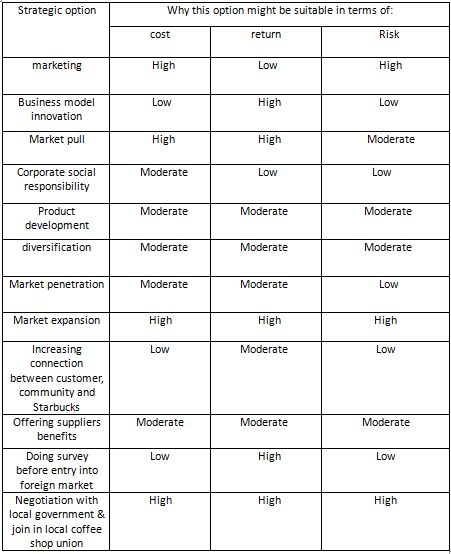 Strategic option Why this option might be suitable in terms of:
cost return Risk
marketing High Low High
Business model Low High Low
innovation
Market pull High High Moderate
Corporate social Moderate Low Low
responsibility
Product Moderate Moderate Moderate
development
diversification Moderate Moderate Moderate
Market penetration Moderate Moderate Low
Market expansion High High High
Increasing Low Moderate Low
connection
between customer,
community and
Starbucks
Offering suppliers Moderate Moderate Moderate
benefits
Doing survey Low High Low
before entry into
foreign market
Negotiation with High High High
local government &
join in local coffee
shop union